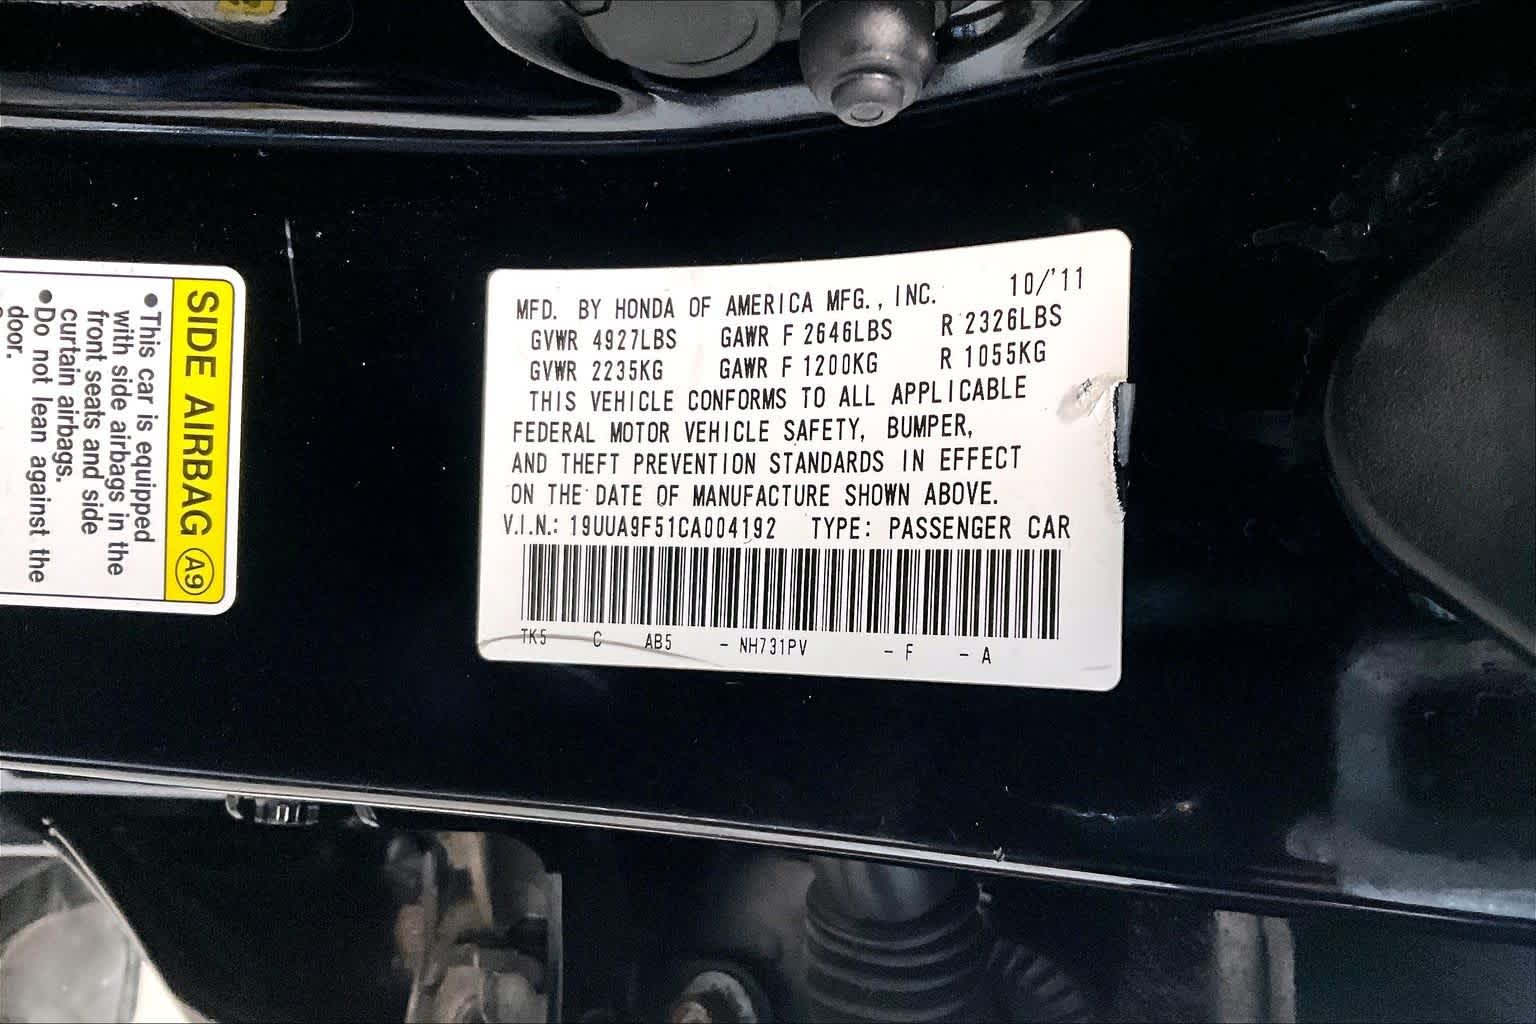 MFD. BY HONDA OF AMERICA MFG., INC. 10/'11
GVWR 4927LBS GAWR F 2646LBS R 2326LBS
GVWR 2235KG GAWR F 1200KG R 1055KG
THIS VEHICLE CONFORMS TO ALL APPLICABLE
FEDERAL MOTOR VEHICLE SAFETY, BUMPER,
AND THEFT PREVENTION STANDARDS IN EFFECT
ON THE DATE OF MANUFACTURE SHOWN ABOVE.
V.I.N.: 19UUA9F51CA004192 TYPE: PASSENGER CAR
TK5 C AB5 - NH731PV - F - A
SIDE AIRBAG A9
•This car is equipped
with side airbags in the
front seats and side
curtain airbags.
•Do not lean against the
door.